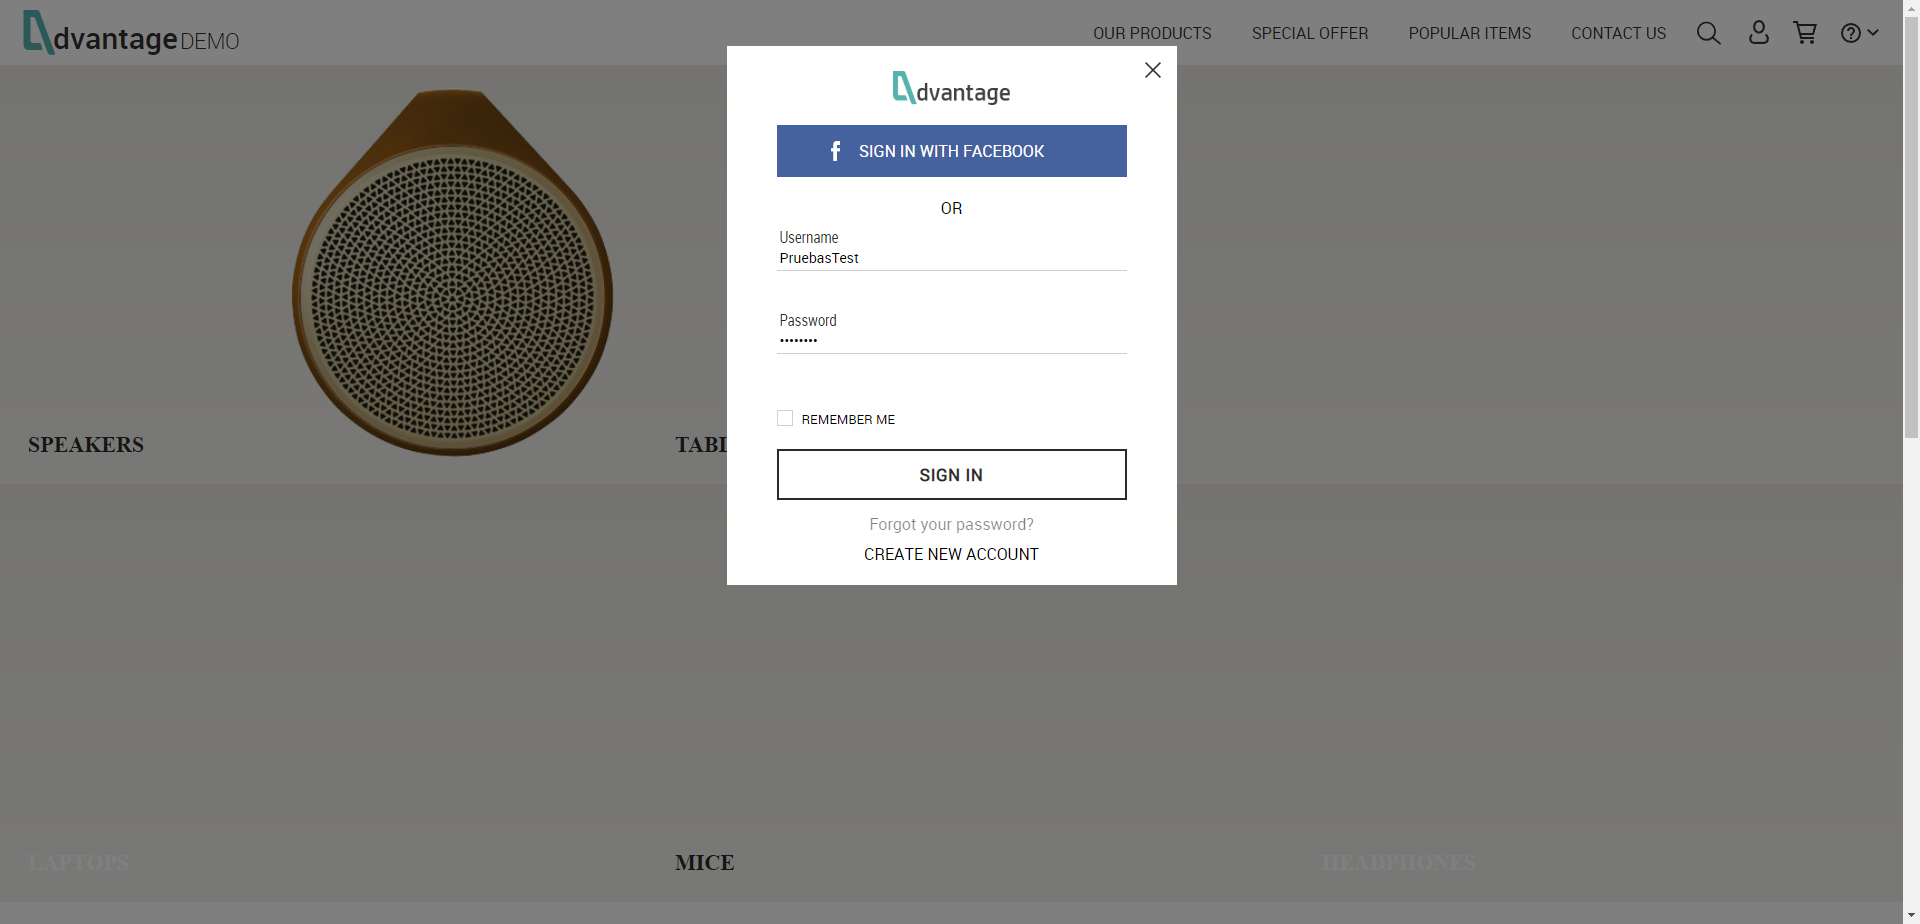 dvantage DEMO
OUR PRODUCTS
SPECIAL OFFER
POPULAR ITEMS
CONTACT US
dvantage
SIGN IN WITH FACEBOOK
OR
Username
PruebasTest
Password
••••••••
REMEMBER ME
SIGN IN
Forgot your password?
CREATE NEW ACCOUNT
SPEAKERS
TABL
LAPTOPS
MICE
HEADPHONES